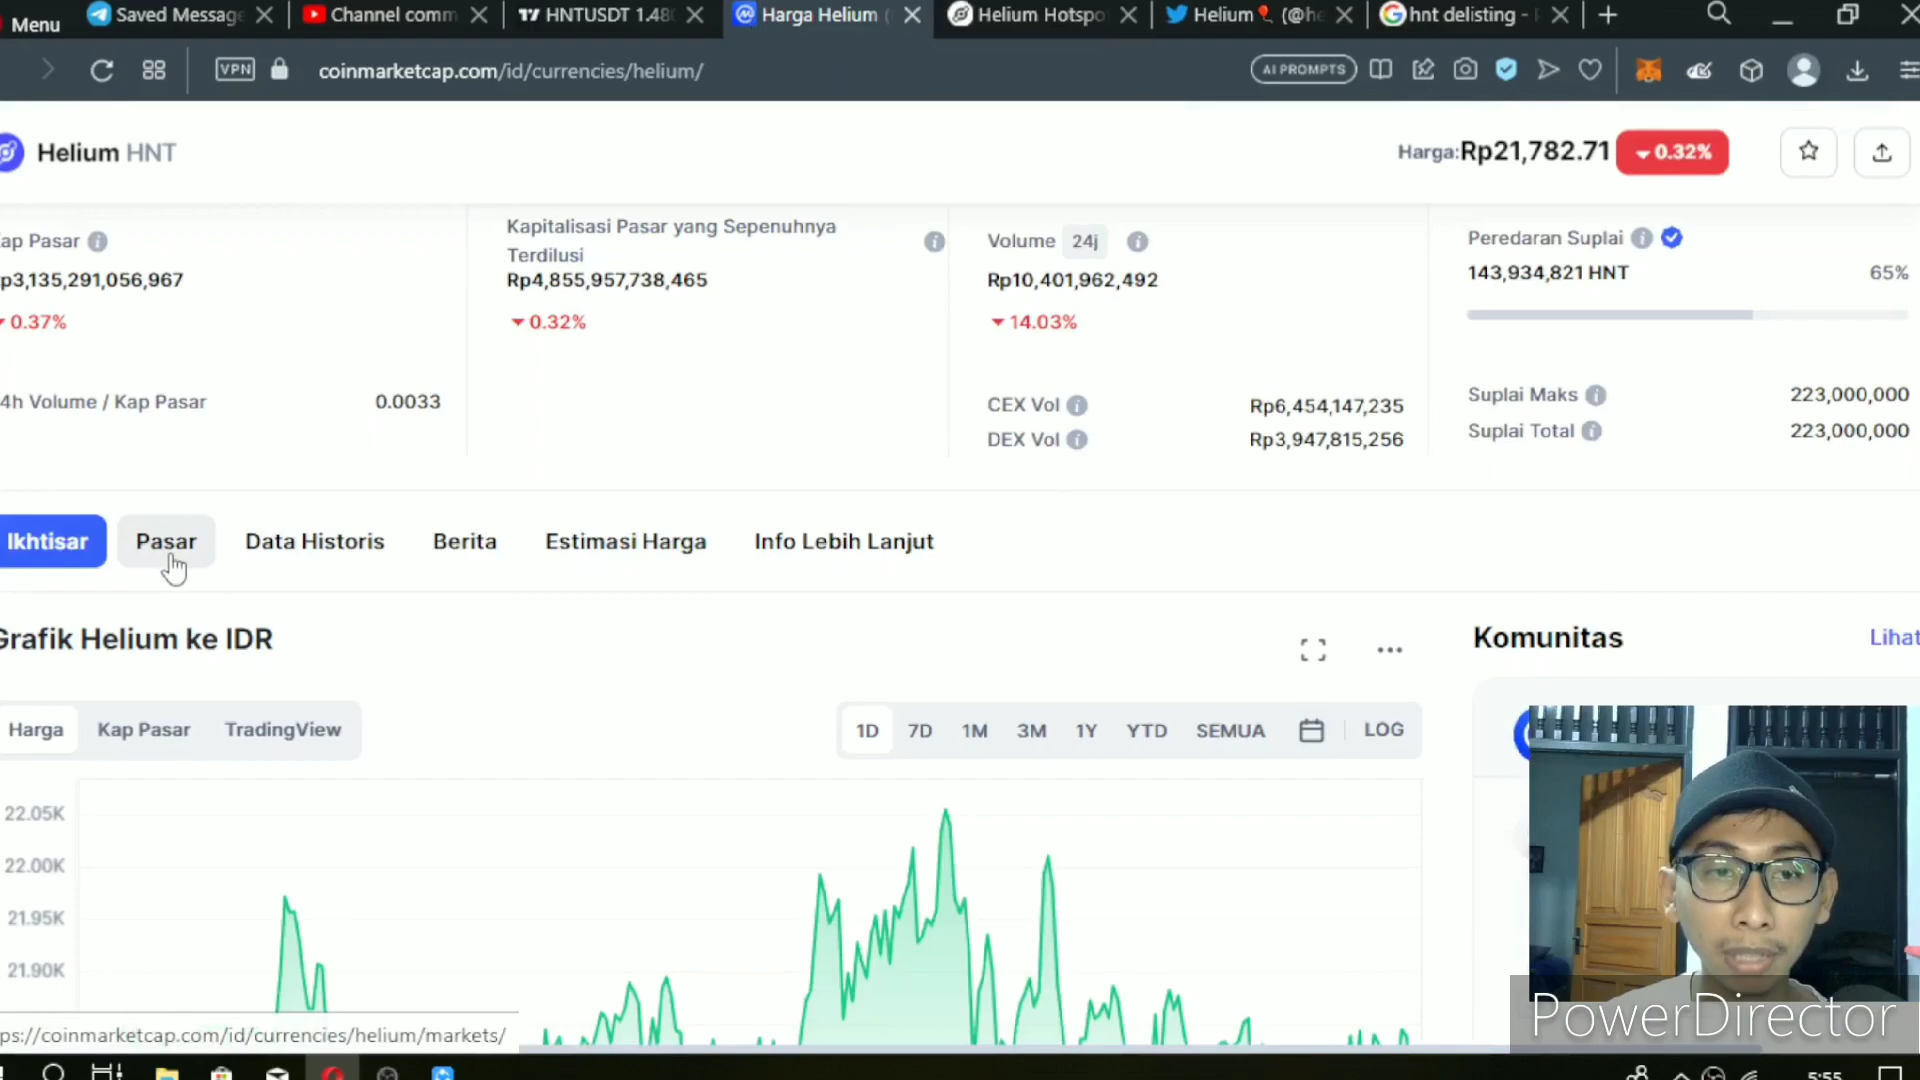 Menu
Saved Message
Channel comm
HNTUSDT 1.480
Harga Helium (
Helium Hotspo
Helium🎈 (@he
hnt delisting -
VPN
coinmarketcap.com/id/currencies/helium/
AI PROMPTS
Helium HNT
Harga:Rp21,782.71
0.32%
ap Pasar
p3,135,291,056,967
0.37%
Kapitalisasi Pasar yang Sepenuhnya
Terdilusi
Rp4,855,957,738,465
0.32%
Volume 24j
Rp10,401,962,492
14.03%
Peredaran Suplai
143,934,821 HNT 65%
4h Volume / Kap Pasar 0.0033
CEX Vol Rp6,454,147,235
DEX Vol Rp3,947,815,256
Suplai Maks 223,000,000
Suplai Total 223,000,000
Ikhtisar Pasar Data Historis Berita Estimasi Harga Info Lebih Lanjut
Grafik Helium ke IDR
Komunitas Lihat
Harga Kap Pasar TradingView
1D 7D 1M 3M 1Y YTD SEMUA LOG
22.05K
22.00K
21.95K
21.90K
ps://coinmarketcap.com/id/currencies/helium/markets/
PowerDirector
5:55